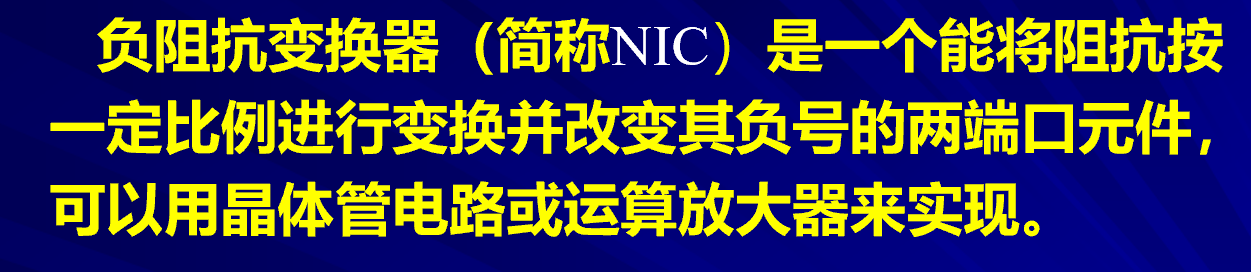 负阻抗变换器（简称NIC）是一个能将阻抗按
一定比例进行变换并改变其负号的两端口元件，
可以用晶体管电路或运算放大器来实现。